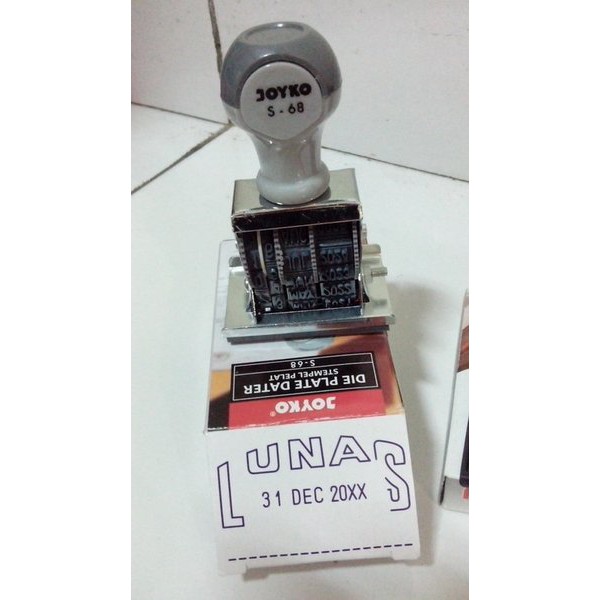 JOYKO
S - 68
JOYKO
DIE PLATE DATER
STEMPEL PELAT
S-68
LUNAS
31 DEC 20XX